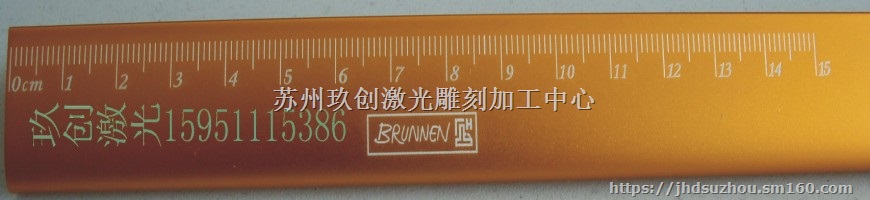 0cm 1 2 3 4 5 6 7 8 9 10 11 12 13 14 15
苏州玖创激光雕刻加工中心
玖创激光15951115386
BRUNNEN
https://jhdsuzhou.sm160.com